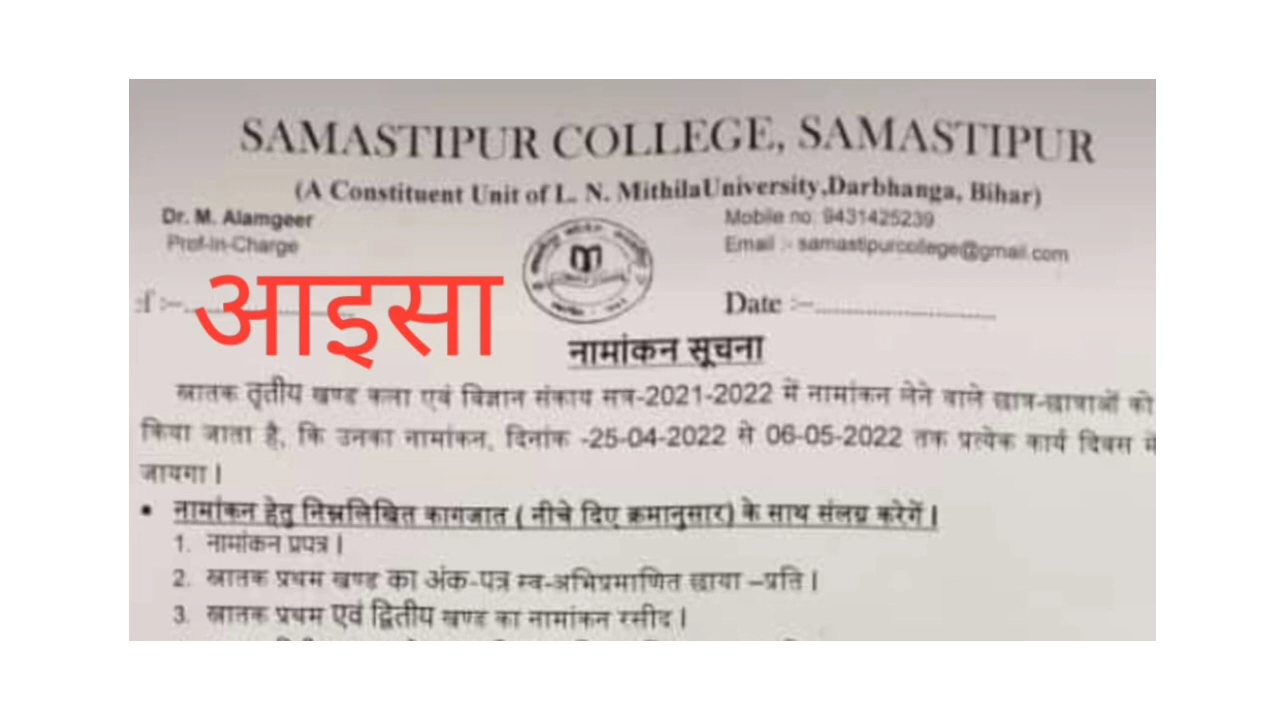 SAMASTIPUR COLLEGE, SAMASTIPUR
(A Constituent Unit of L. N. MithilaUniversity,Darbhanga, Bihar)
Dr. M. Alamgeer
Mobile no. 9431425239
Prof-In-Charge
Email :- samastipurcollege@gmail.com
आइसा
Date :-
नामांकन सूचना
स्नातक तृतीय खण्ड कला एवं विज्ञान संकाय सत्र-2021-2022 में नामांकन लेने वाले छात्र-छात्राओं को
किया जाता है, कि उनका नामांकन, दिनांक -25-04-2022 से 06-05-2022 तक प्रत्येक कार्य दिवस में
जायगा।
• नामांकन हेतु निम्नलिखित कागजात ( नीचे दिए क्रमानुसार) के साथ संलग्न करेगें।
1. नामांकन प्रपत्र।
2. स्नातक प्रथम खण्ड का अंक-पत्र स्व-अभिप्रमाणित छाया –प्रति।
3. स्नातक प्रथम एवं द्वितीय खण्ड का नामांकन रसीद।